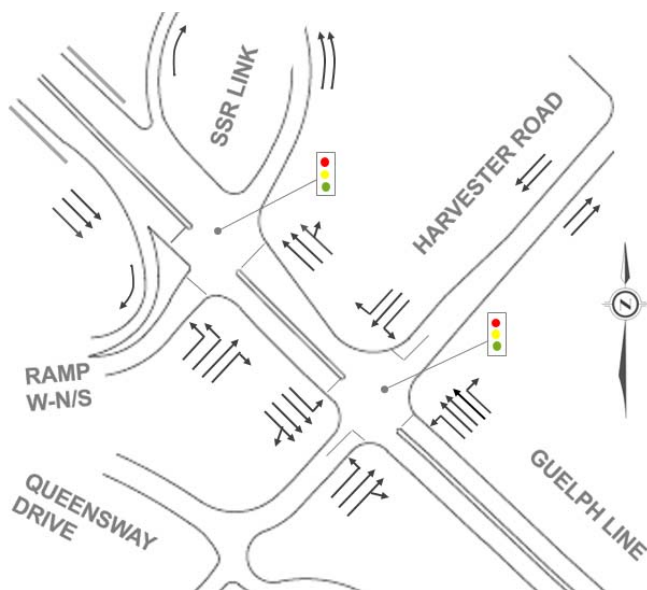 SSR LINK
HARVESTER ROAD
RAMP
W-N/S
QUEENSWAY
DRIVE
GUELPH LINE
N